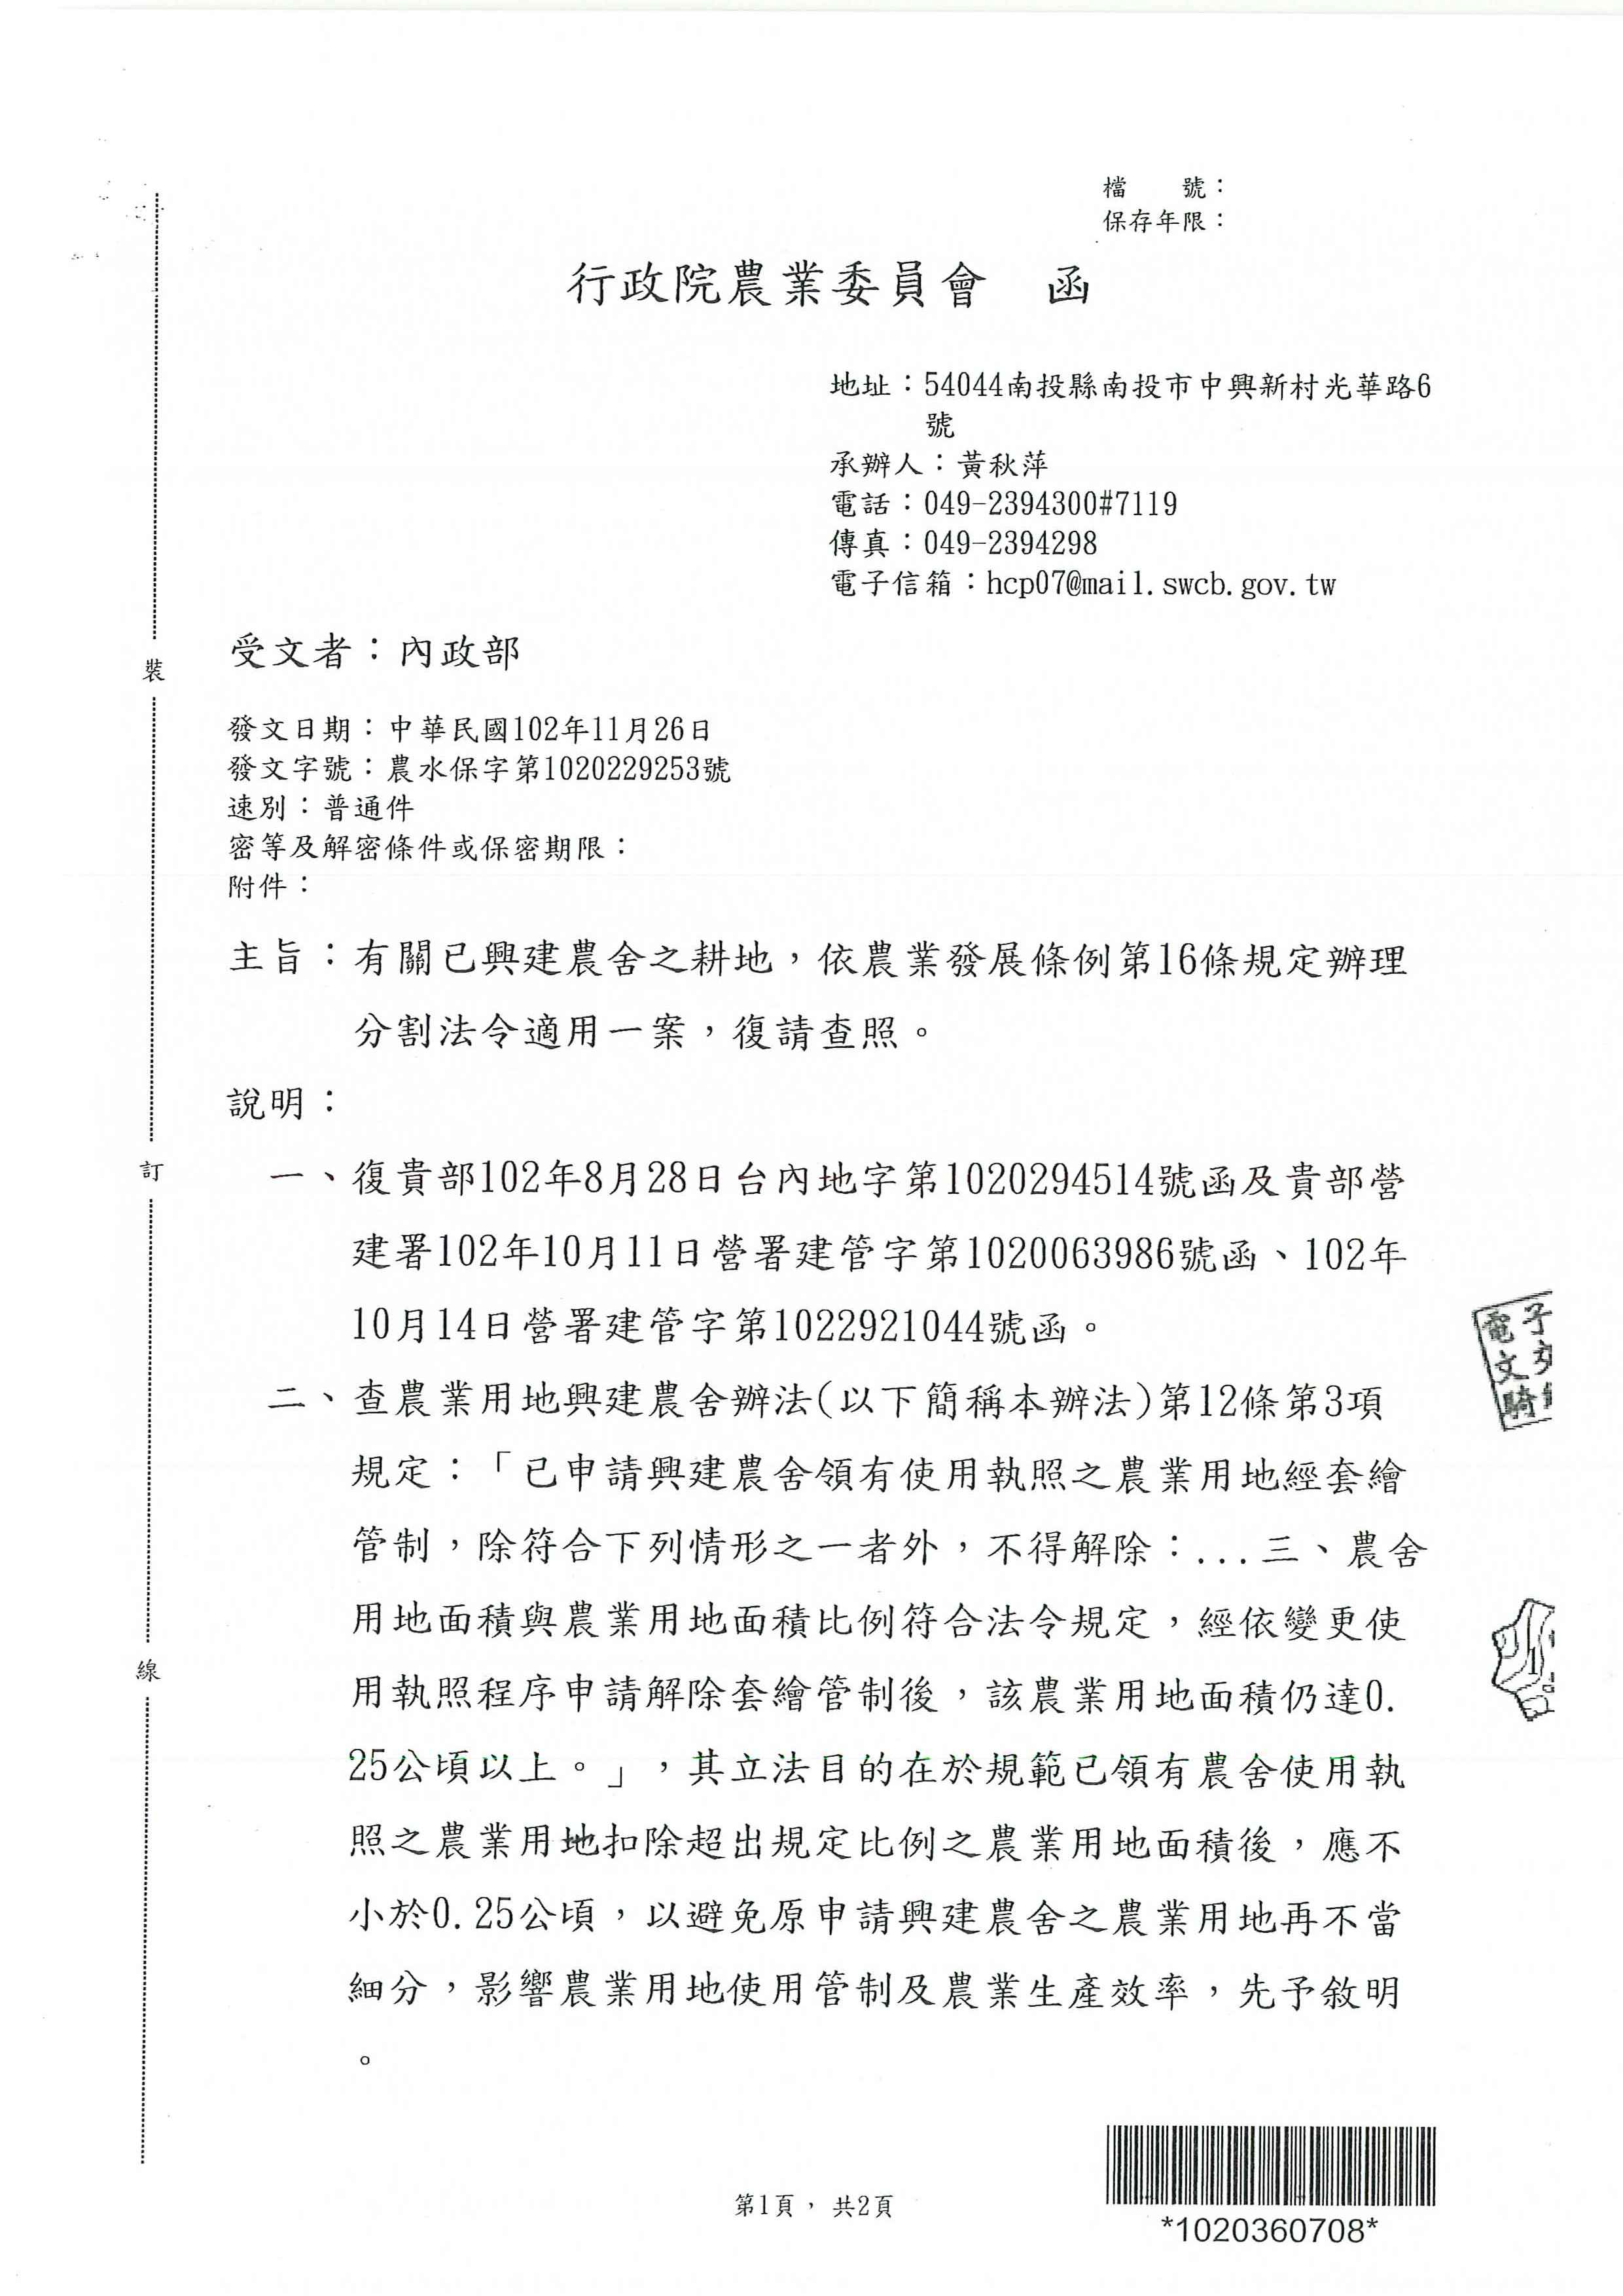 檔　　號：
保存年限：
行政院農業委員會　函
地址：54044南投縣南投市中興新村光華路6
號
承辦人：黃秋萍
電話：049-2394300#7119
傳真：049-2394298
電子信箱：hcp07@mail.swcb.gov.tw
受文者：內政部
發文日期：中華民國102年11月26日
發文字號：農水保字第1020229253號
速別：普通件
密等及解密條件或保密期限：
附件：
主旨：有關已興建農舍之耕地，依農業發展條例第16條規定辦理
分割法令適用一案，復請查照。
說明：
一、復貴部102年8月28日台內地字第1020294514號函及貴部營
建署102年10月11日營署建管字第1020063986號函、102年
10月14日營署建管字第1022921044號函。
二、查農業用地興建農舍辦法(以下簡稱本辦法)第12條第3項
規定：「已申請興建農舍領有使用執照之農業用地經套繪
管制，除符合下列情形之一者外，不得解除：...三、農舍
用地面積與農業用地面積比例符合法令規定，經依變更使
用執照程序申請解除套繪管制後，該農業用地面積仍達0.
25公頃以上。」，其立法目的在於規範已領有農舍使用執
照之農業用地扣除超出規定比例之農業用地面積後，應不
小於0.25公頃，以避免原申請興建農舍之農業用地再不當
細分，影響農業用地使用管制及農業生產效率，先予敘明
。
裝
訂
線
電子
文交
騎
第1頁，共2頁
*1020360708*